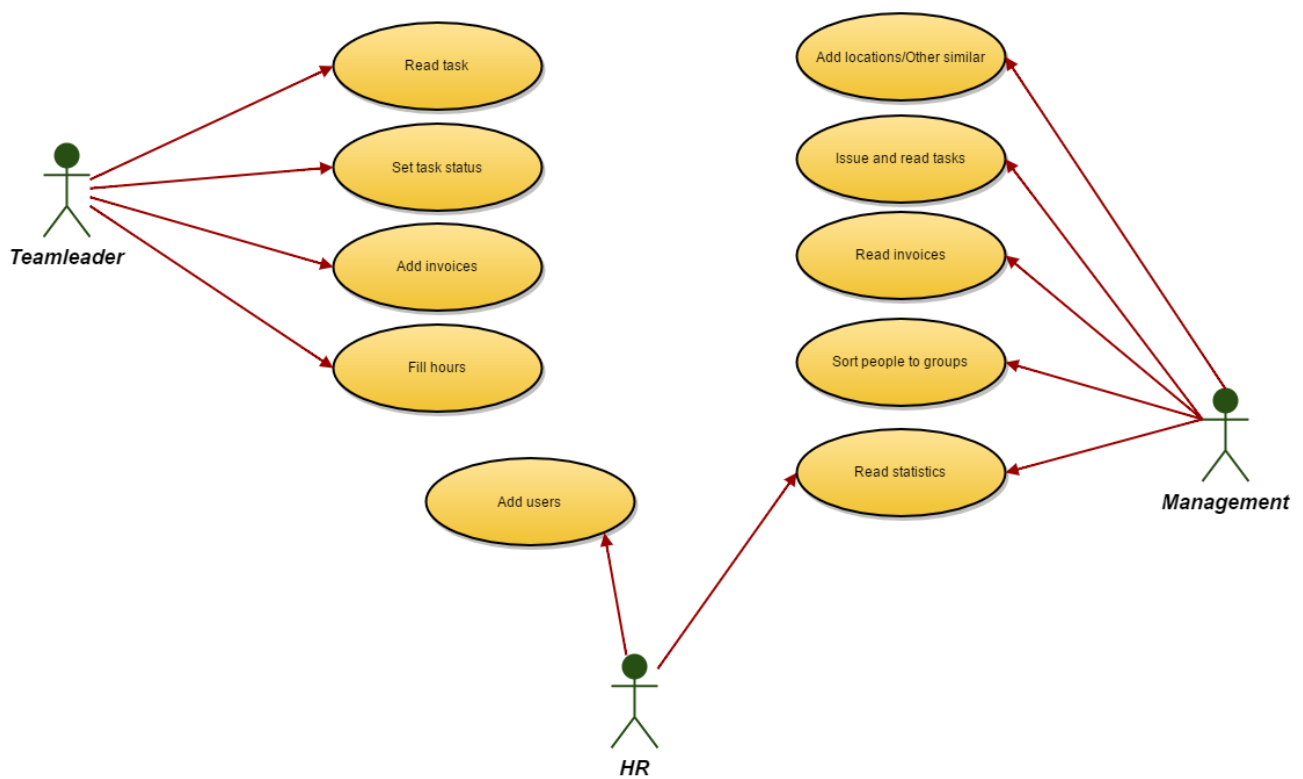 Read task
Add locations/Other similar
Set task status
Issue and read tasks
Teamleader
Add invoices
Read invoices
Fill hours
Sort people to groups
Add users
Read statistics
Management
HR